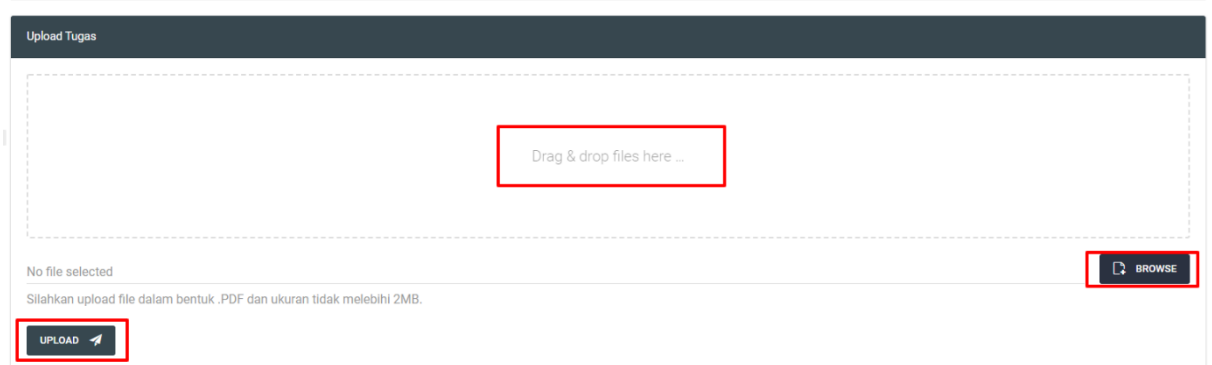 Upload Tugas
Drag & drop files here ...
No file selected
BROWSE
Silahkan upload file dalam bentuk .PDF dan ukuran tidak melebihi 2MB.
UPLOAD